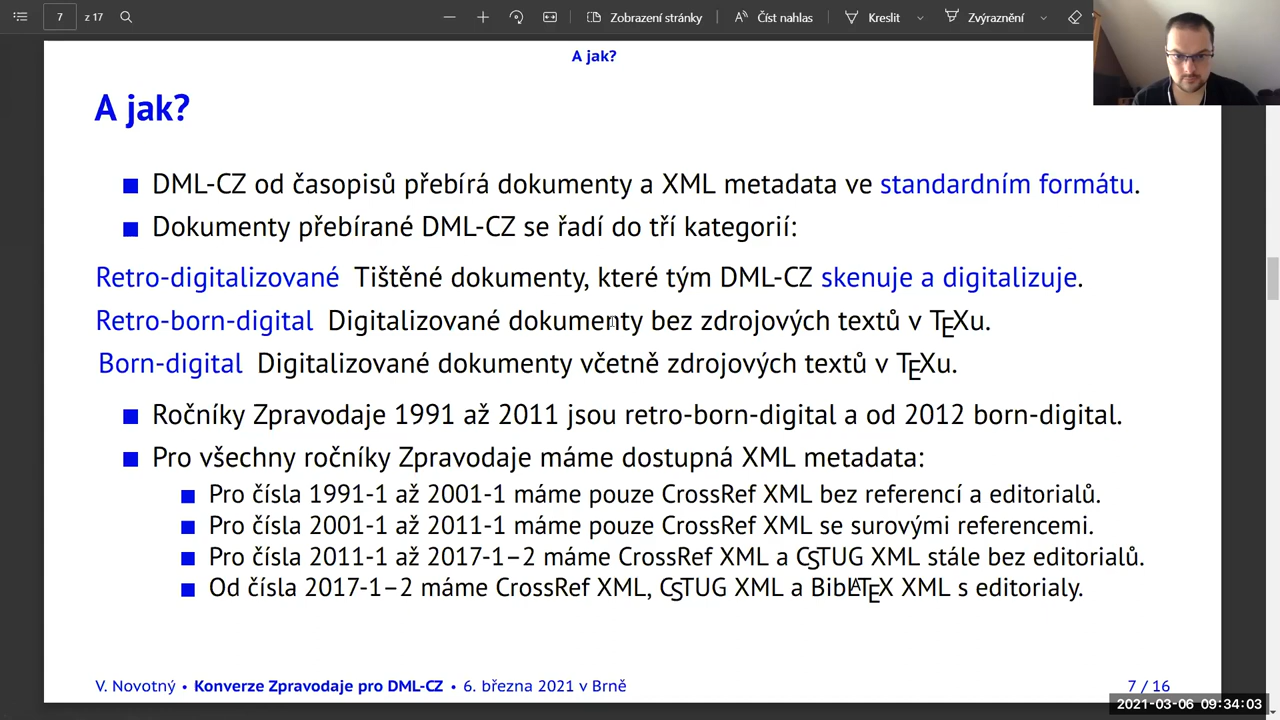 7
z 17
Zobrazení stránky
Číst nahlas
Kreslit
Zvýraznění
A jak?
A jak?
DML-CZ od časopisů přebírá dokumenty a XML metadata ve standardním formátu.
Dokumenty přebírané DML-CZ se řadí do tří kategorií:
Retro-digitalizované Tištěné dokumenty, které tým DML-CZ skenuje a digitalizuje.
Retro-born-digital Digitalizované dokumenty bez zdrojových textů v TEXu.
Born-digital Digitalizované dokumenty včetně zdrojových textů v TEXu.
Ročníky Zpravodaje 1991 až 2011 jsou retro-born-digital a od 2012 born-digital.
Pro všechny ročníky Zpravodaje máme dostupná XML metadata:
Pro čísla 1991-1 až 2001-1 máme pouze CrossRef XML bez referencí a editorialů.
Pro čísla 2001-1 až 2011-1 máme pouze CrossRef XML se surovými referencemi.
Pro čísla 2011-1 až 2017-1–2 máme CrossRef XML a CSTUG XML stále bez editorialů.
Od čísla 2017-1–2 máme CrossRef XML, CSTUG XML a BibLATEX XML s editorialy.
V. Novotný • Konverze Zpravodaje pro DML-CZ • 6. března 2021 v Brně
7 / 16
2021-03-06 09:34:03